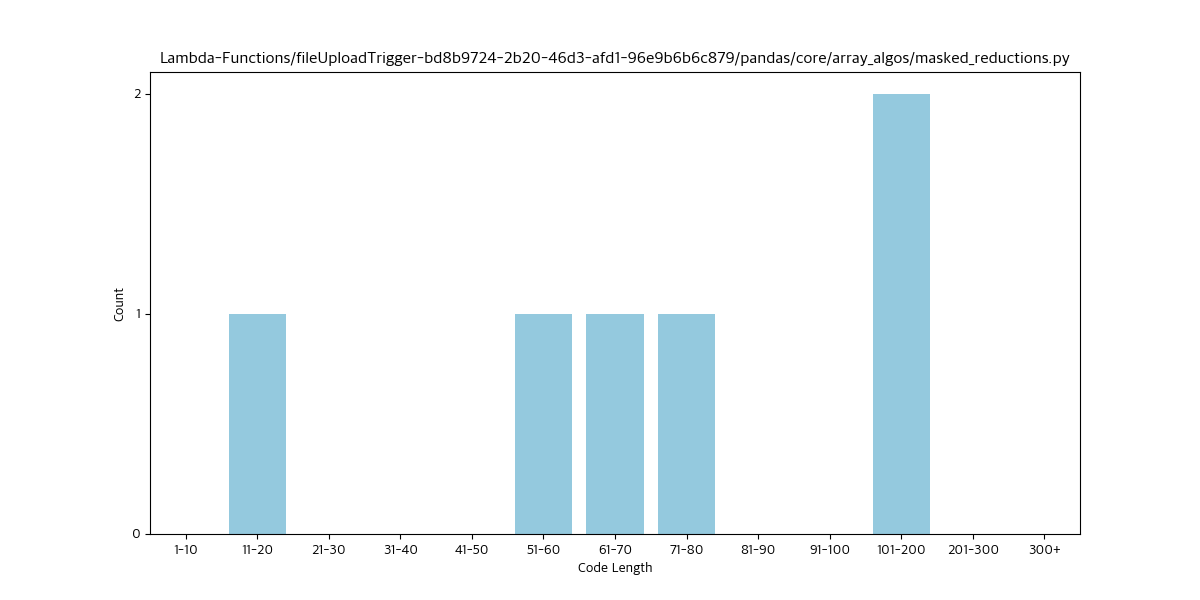 Lambda-Functions/fileUploadTrigger-bd8b9724-2b20-46d3-afd1-96e9b6b6c879/pandas/core/array_algos/masked_reductions.py
2
1
0
Count
1-10 11-20 21-30 31-40 41-50 51-60 61-70 71-80 81-90 91-100 101-200 201-300 300+
Code Length